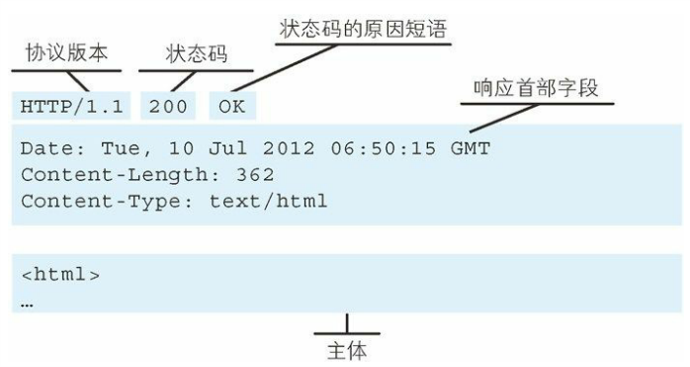 状态码的原因短语
协议版本 状态码
响应首部字段
HTTP/1.1 200 OK
Date: Tue, 10 Jul 2012 06:50:15 GMT
Content-Length: 362
Content-Type: text/html
<html>
…
主体